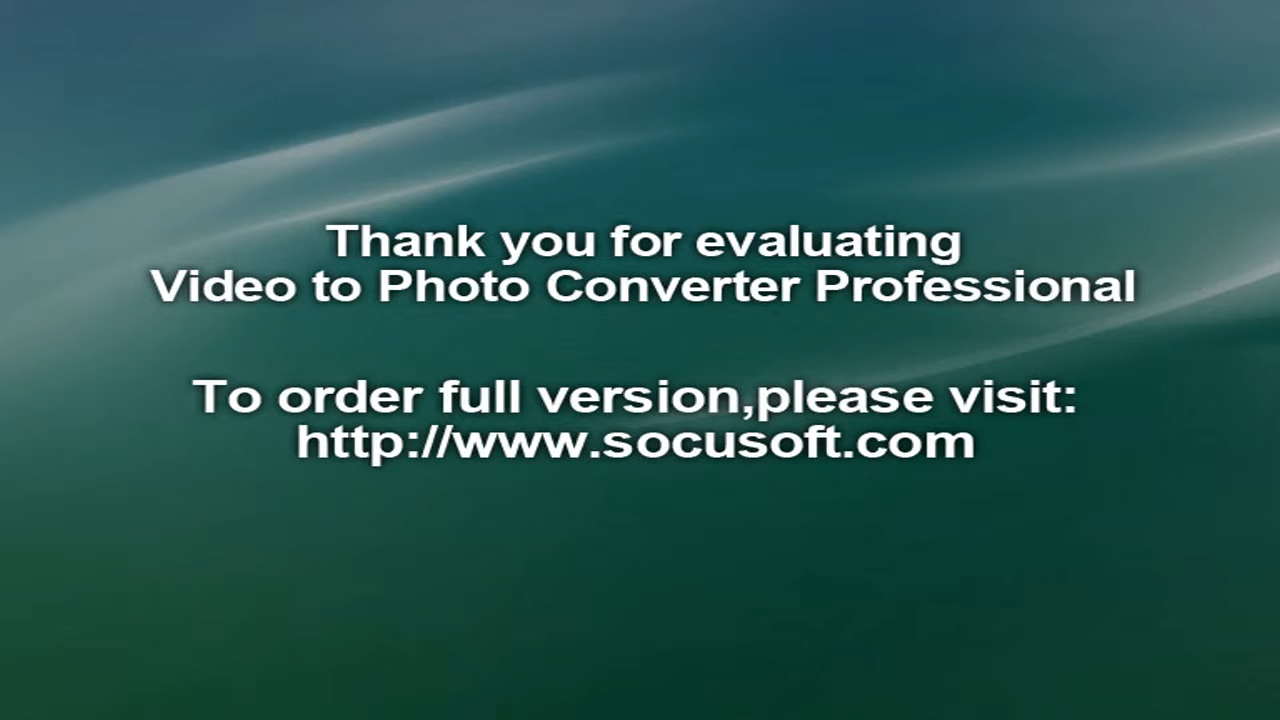 Thank you for evaluating
Video to Photo Converter Professional
To order full version,please visit:
http://www.socusoft.com